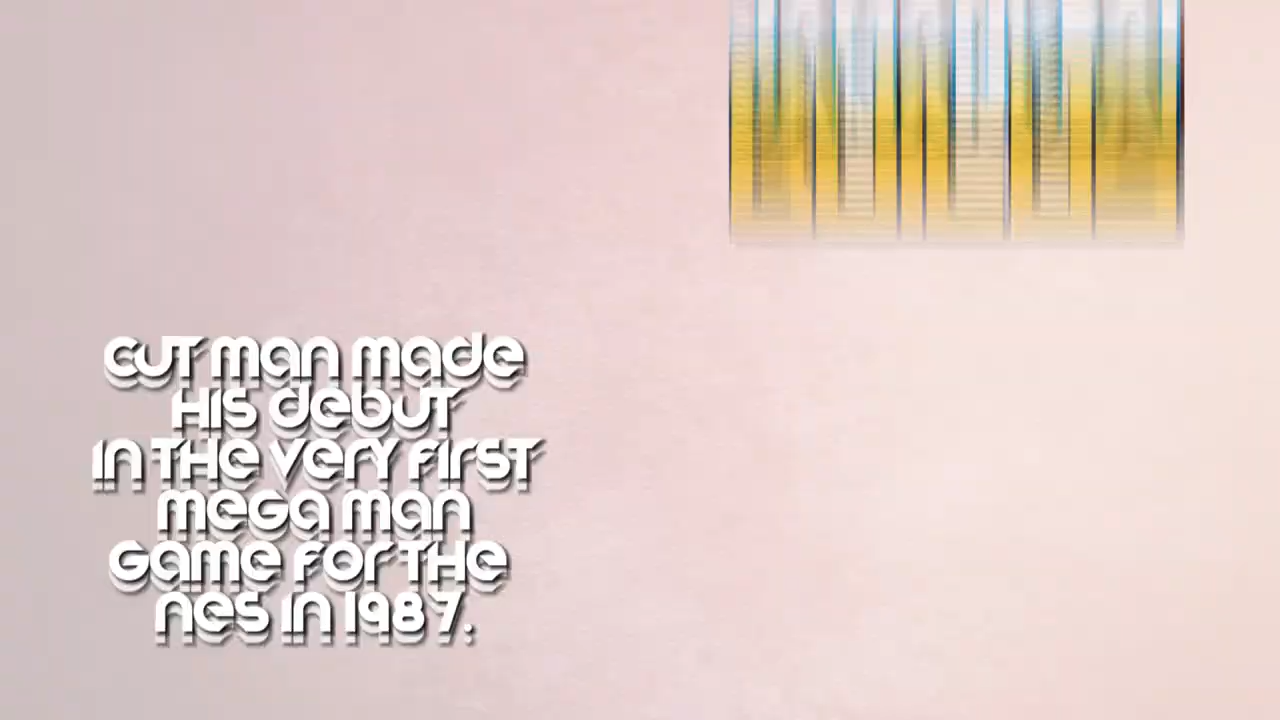 CUT MAN MADE
HIS DEBUT
IN THE VERY FIRST
MEGA MAN
GAME FOR THE
NES IN 1987.